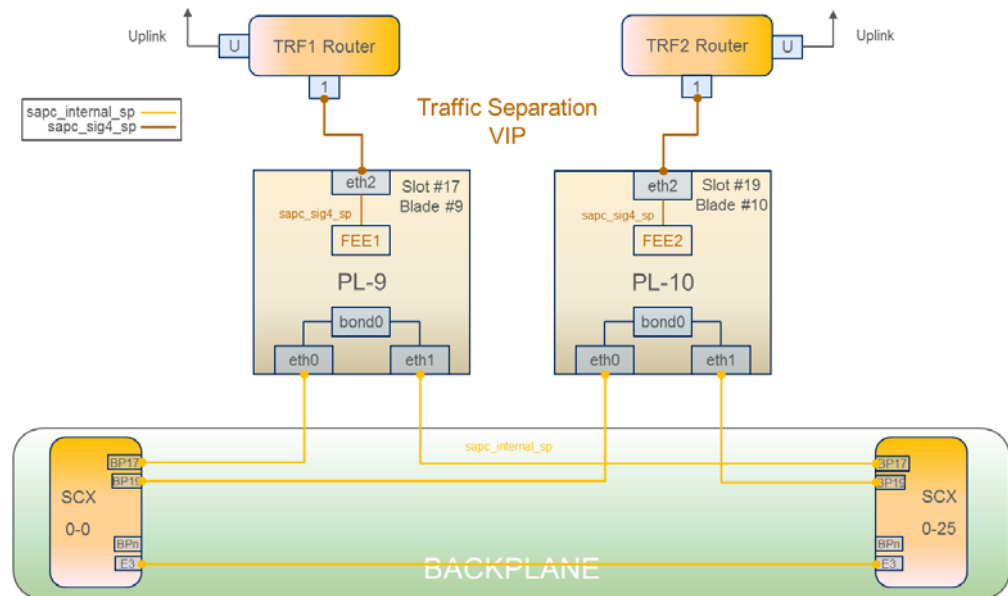 Uplink
U
TRF1 Router
1
TRF2 Router
U
1
Uplink
sapc_internal_sp
sapc_sig4_sp
Traffic Separation
VIP
eth2
Slot #17
Blade #9
sapc_sig4_sp
FEE1
PL-9
bond0
eth0
eth1
eth2
Slot #19
Blade #10
sapc_sig4_sp
FEE2
PL-10
bond0
eth0
eth1
sapc_internal_sp
BP17
BP19
SCX
0-0
BPn
E3
BP17
BP19
SCX
0-25
BPn
E3
BACKPLANE